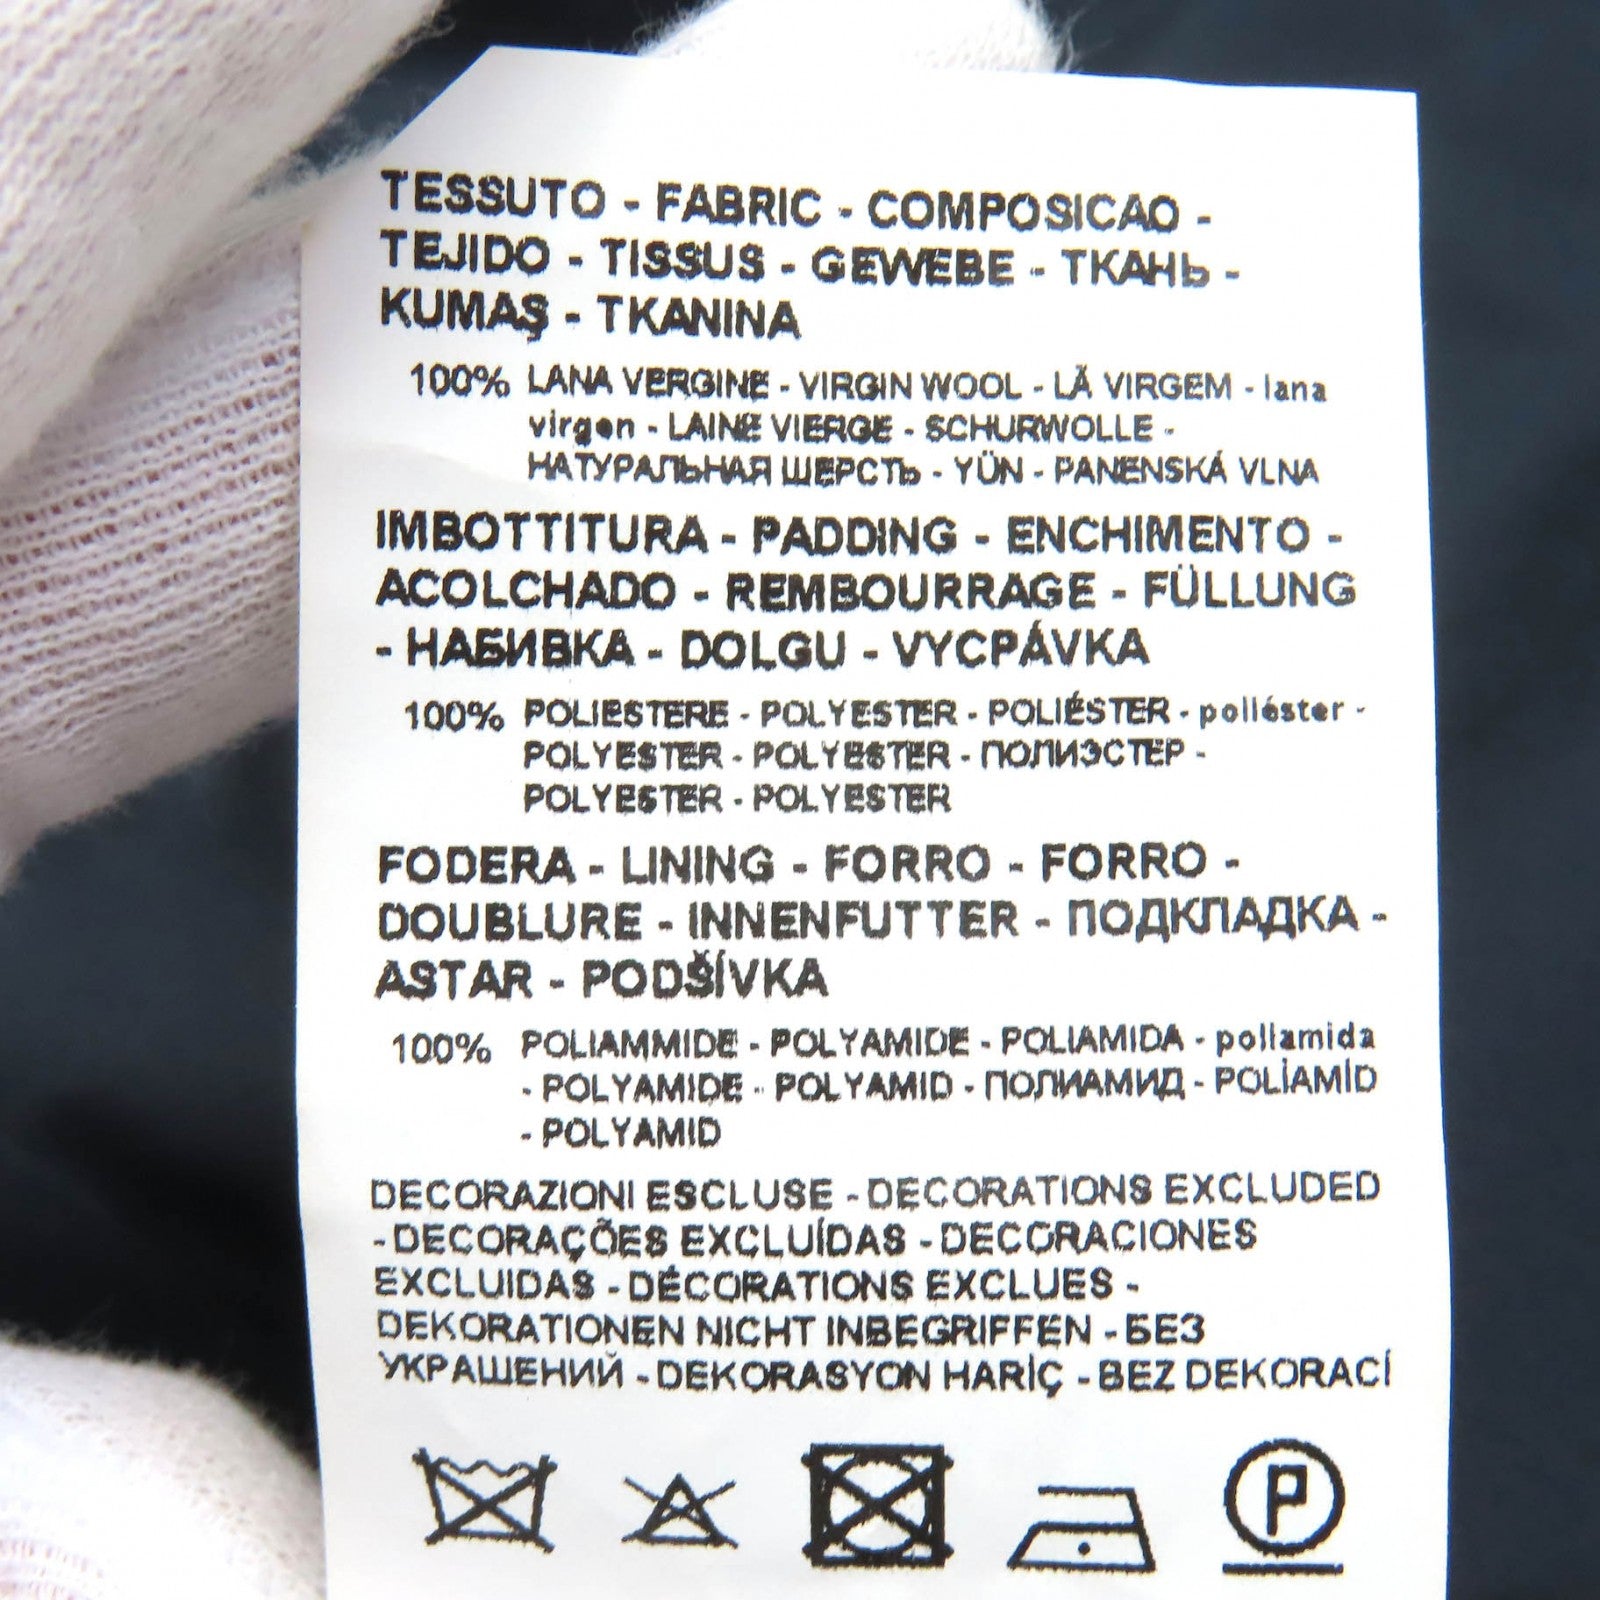 TESSUTO - FABRIC - COMPOSICAO -
TEJIDO - TISSUS - GEWEBE - ТКАНЬ -
KUMAŞ - TKANINA
100% LANA VERGINE - VIRGIN WOOL - LÃ VIRGEM - lana
virgen - LAINE VIERGE - SCHURWOLLE -
НАТУРАЛЬНАЯ ШЕРСТЬ - YÜN - PANENSKÁ VLNA
IMBOTTITURA - PADDING - ENCHIMENTO -
ACOLCHADO - REMBOURRAGE - FÜLLUNG
- НАБИВКА - DOLGU - VYCPÁVKA
100% POLIESTERE - POLYESTER - POLIÉSTER - poliéster -
POLYESTER - POLYESTER - ПОЛИЭСТЕР -
POLYESTER - POLYESTER
FODERA - LINING - FORRO - FORRO -
DOUBLURE - INNENFUTTER - ПОДКЛАДКА -
ASTAR - PODŠÍVKA
100% POLIAMMIDE - POLYAMIDE - POLIAMIDA - poliamida
- POLYAMIDE - POLYAMID - ПОЛИАМИД - POLİAMİD
- POLYAMID
DECORAZIONI ESCLUSE - DECORATIONS EXCLUDED
- DECORAÇÕES EXCLUÍDAS - DECORACIONES
EXCLUIDAS - DÉCORATIONS EXCLUES -
DEKORATIONEN NICHT INBEGRIFFEN - БЕЗ
УКРАШЕНИЙ - DEKORASYON HARİÇ - BEZ DEKORACÍ
P